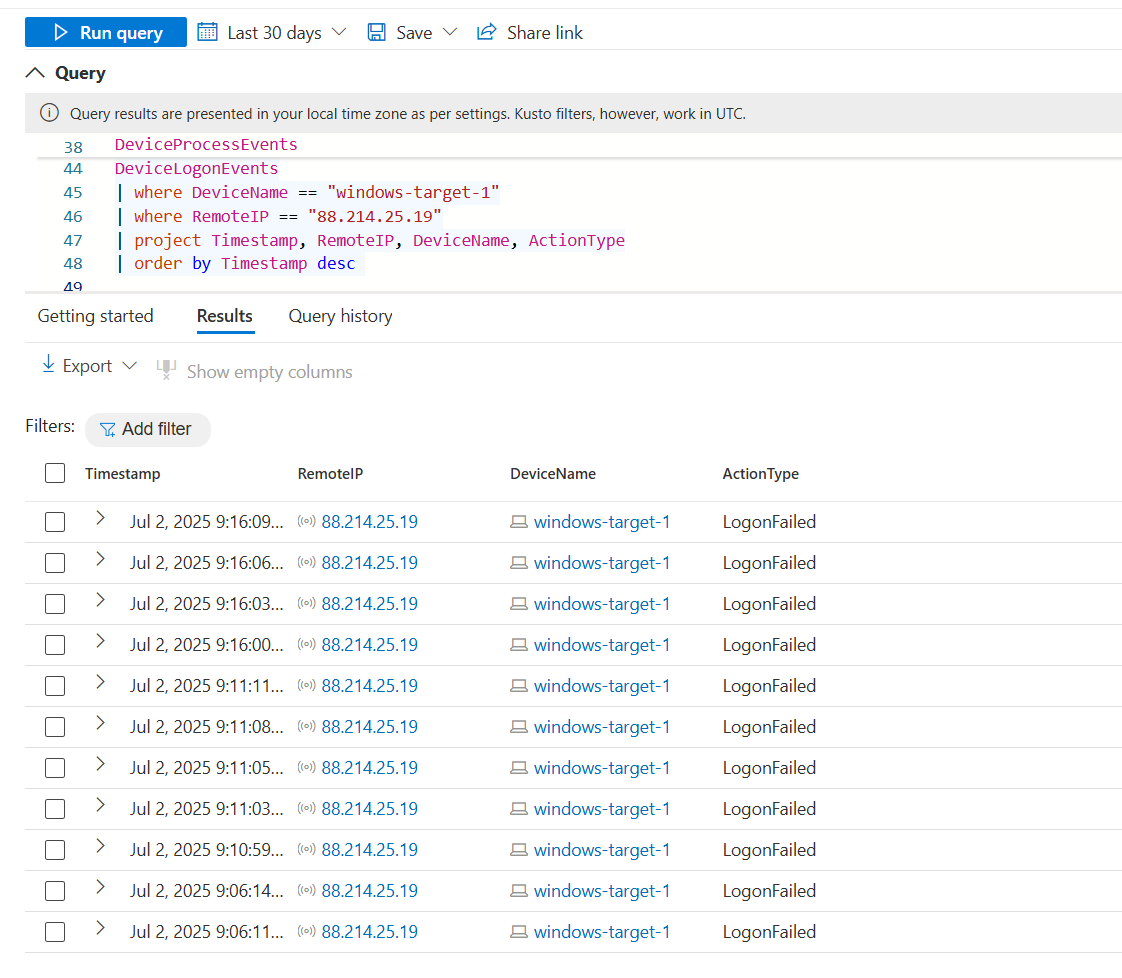 Run query Last 30 days Save Share link
Query
Query results are presented in your local time zone as per settings. Kusto filters, however, work in UTC.
38 DeviceProcessEvents
44 DeviceLogonEvents
45 | where DeviceName == "windows-target-1"
46 | where RemoteIP == "88.214.25.19"
47 | project Timestamp, RemoteIP, DeviceName, ActionType
48 | order by Timestamp desc
49
Getting started Results Query history
Export Show empty columns
Filters: Add filter
Timestamp RemoteIP DeviceName ActionType
Jul 2, 2025 9:16:09... 88.214.25.19 windows-target-1 LogonFailed
Jul 2, 2025 9:16:06... 88.214.25.19 windows-target-1 LogonFailed
Jul 2, 2025 9:16:03... 88.214.25.19 windows-target-1 LogonFailed
Jul 2, 2025 9:16:00... 88.214.25.19 windows-target-1 LogonFailed
Jul 2, 2025 9:11:11... 88.214.25.19 windows-target-1 LogonFailed
Jul 2, 2025 9:11:08... 88.214.25.19 windows-target-1 LogonFailed
Jul 2, 2025 9:11:05... 88.214.25.19 windows-target-1 LogonFailed
Jul 2, 2025 9:11:03... 88.214.25.19 windows-target-1 LogonFailed
Jul 2, 2025 9:10:59... 88.214.25.19 windows-target-1 LogonFailed
Jul 2, 2025 9:06:14... 88.214.25.19 windows-target-1 LogonFailed
Jul 2, 2025 9:06:11... 88.214.25.19 windows-target-1 LogonFailed